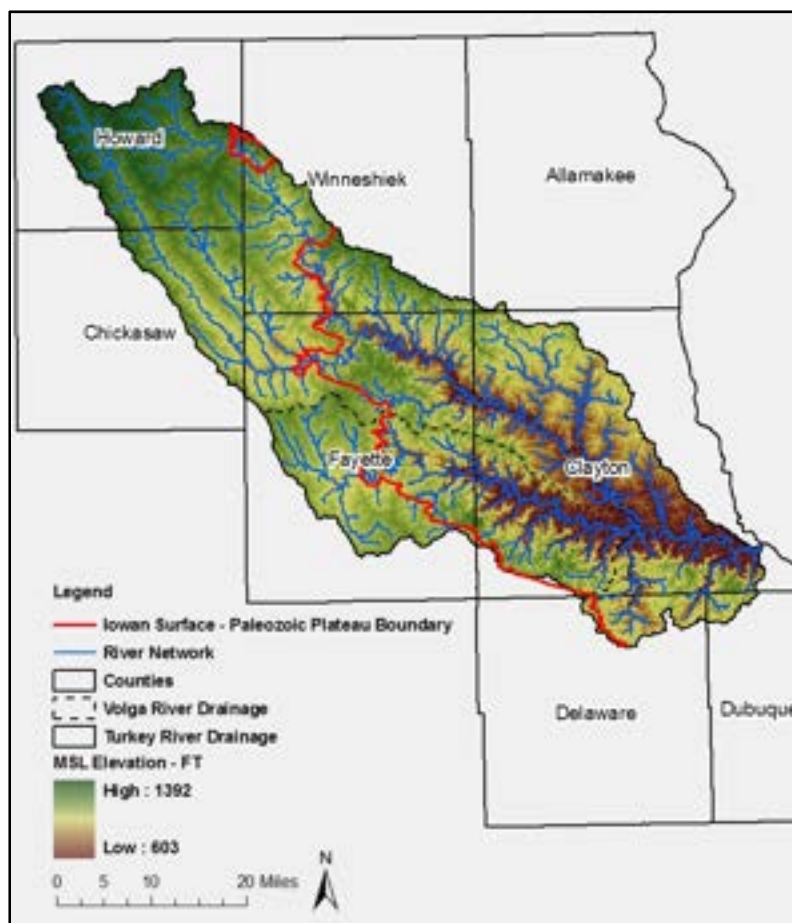 Howard
Winneshiek
Allamakee
Chickasaw
Fayette
Clayton
Legend
Iowan Surface - Paleozoic Plateau Boundary
River Network
Counties
Volga River Drainage
Turkey River Drainage
MSL Elevation - FT
High : 1392
Low : 603
Delaware
Dubuque
N
0 5 10 20 Miles